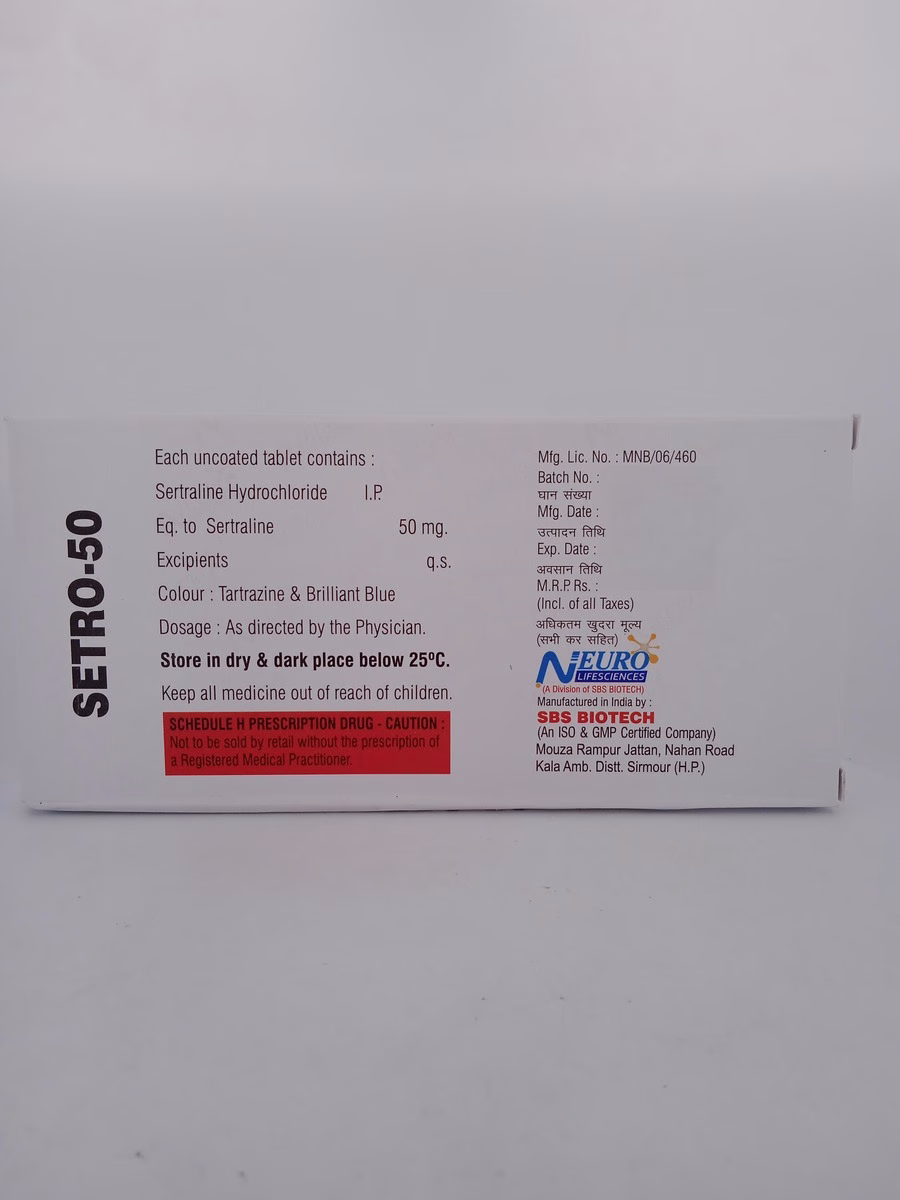 SETRO-50
Each uncoated tablet contains :
Sertraline Hydrochloride I.P.
Eq. to Sertraline 50 mg.
Excipients q.s.
Colour : Tartrazine & Brilliant Blue
Dosage : As directed by the Physician.
Store in dry & dark place below 25ºC.
Keep all medicine out of reach of children.
SCHEDULE H PRESCRIPTION DRUG - CAUTION :
Not to be sold by retail without the prescription of
a Registered Medical Practitioner.
Mfg. Lic. No. : MNB/06/460
Batch No. :
घान संख्या
Mfg. Date :
उत्पादन तिथि
Exp. Date :
अवसान तिथि
M.R.P. Rs. :
(Incl. of all Taxes)
अधिकतम खुदरा मूल्य
(सभी कर सहित)
NEURO
LIFESCIENCES
(A Division of SBS BIOTECH)
Manufactured in India by :
SBS BIOTECH
(An ISO & GMP Certified Company)
Mouza Rampur Jattan, Nahan Road
Kala Amb. Distt. Sirmour (H.P.)